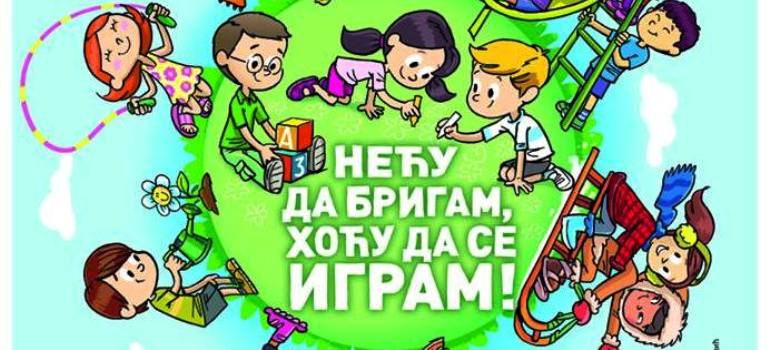 А
З
НЕЋУ
ДА БРИГАМ,
ХОЋУ ДА СЕ
ИГРАМ!